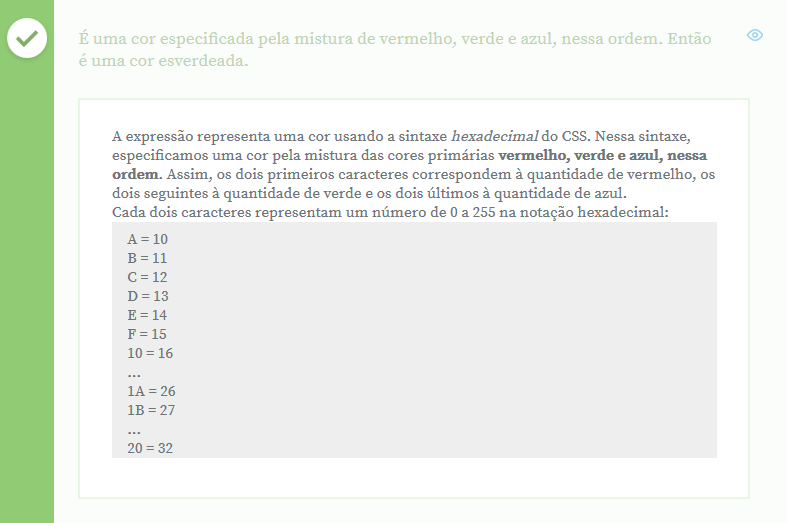 É uma cor especificada pela mistura de vermelho, verde e azul, nessa ordem. Então
é uma cor esverdeada.
A expressão representa uma cor usando a sintaxe hexadecimal do CSS. Nessa sintaxe,
especificamos uma cor pela mistura das cores primárias vermelho, verde e azul, nessa
ordem. Assim, os dois primeiros caracteres correspondem à quantidade de vermelho, os
dois seguintes à quantidade de verde e os dois últimos à quantidade de azul.
Cada dois caracteres representam um número de 0 a 255 na notação hexadecimal:
A = 10
B = 11
C = 12
D = 13
E = 14
F = 15
10 = 16
...
1A = 26
1B = 27
...
20 = 32